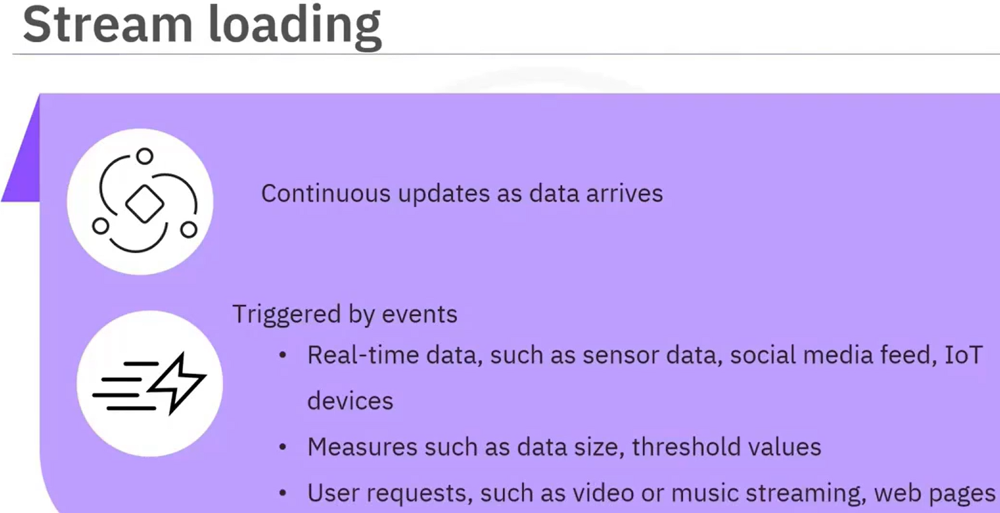 Stream loading
Continuous updates as data arrives
Triggered by events
• Real-time data, such as sensor data, social media feed, IoT
devices
• Measures such as data size, threshold values
• User requests, such as video or music streaming, web pages